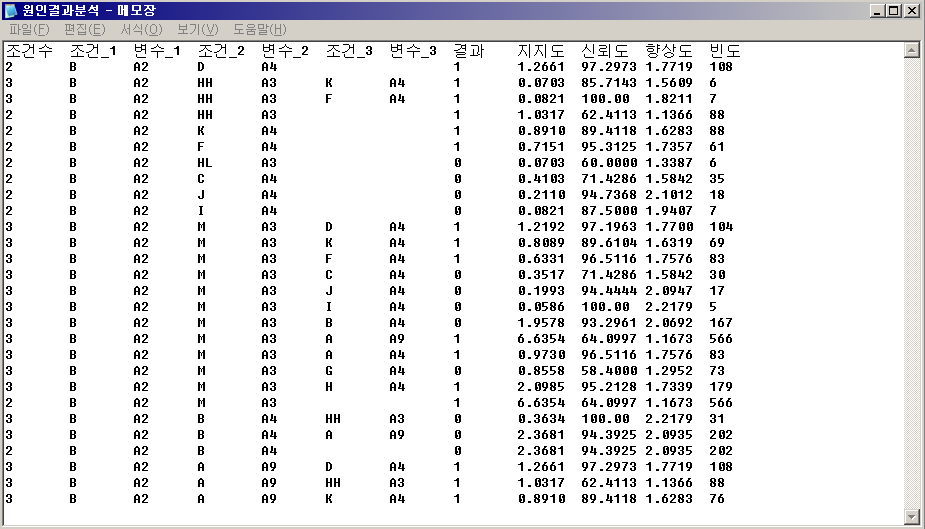 원인결과분석 - 메모장
파일(F) 편집(E) 서식(O) 보기(V) 도움말(H)
조건수 조건_1 변수_1 조건_2 변수_2 조건_3 변수_3 결과 지지도 신뢰도 향상도 빈도
2 B A2 D A4 1 1.2661 97.2973 1.7719 108
3 B A2 HH A3 K A4 1 0.0703 85.7143 1.5609 6
3 B A2 HH A3 F A4 1 0.0821 100.00 1.8211 7
2 B A2 HH A3 1 1.0317 62.4113 1.1366 88
2 B A2 K A4 1 0.8910 89.4118 1.6283 88
2 B A2 F A4 1 0.7151 95.3125 1.7357 61
2 B A2 HL A3 0 0.0703 60.0000 1.3387 6
2 B A2 C A4 0 0.4103 71.4286 1.5842 35
2 B A2 J A4 0 0.2110 94.7368 2.1012 18
2 B A2 I A4 0 0.0821 87.5000 1.9407 7
3 B A2 M A3 D A4 1 1.2192 97.1963 1.7700 104
3 B A2 M A3 K A4 1 0.8089 89.6104 1.6319 69
3 B A2 M A3 F A4 1 0.6331 96.5116 1.7576 83
3 B A2 M A3 C A4 0 0.3517 71.4286 1.5842 30
3 B A2 M A3 J A4 0 0.1993 94.4444 2.0947 17
3 B A2 M A3 I A4 0 0.0586 100.00 2.2179 5
3 B A2 M A3 B A4 0 1.9578 93.2961 2.0692 167
3 B A2 M A3 A A9 1 6.6354 64.0997 1.1673 566
3 B A2 M A3 A A4 1 0.9730 96.5116 1.7576 83
3 B A2 M A3 G A4 0 0.8558 58.4000 1.2952 73
3 B A2 M A3 H A4 1 2.0985 95.2128 1.7339 179
2 B A2 M A3 1 6.6354 64.0997 1.1673 566
3 B A2 B A4 HH A3 0 0.3634 100.00 2.2179 31
3 B A2 B A4 A A9 0 2.3681 94.3925 2.0935 202
2 B A2 B A4 0 2.3681 94.3925 2.0935 202
3 B A2 A A9 D A4 1 1.2661 97.2973 1.7719 108
3 B A2 A A9 HH A3 1 1.0317 62.4113 1.1366 88
3 B A2 A A9 K A4 1 0.8910 89.4118 1.6283 76